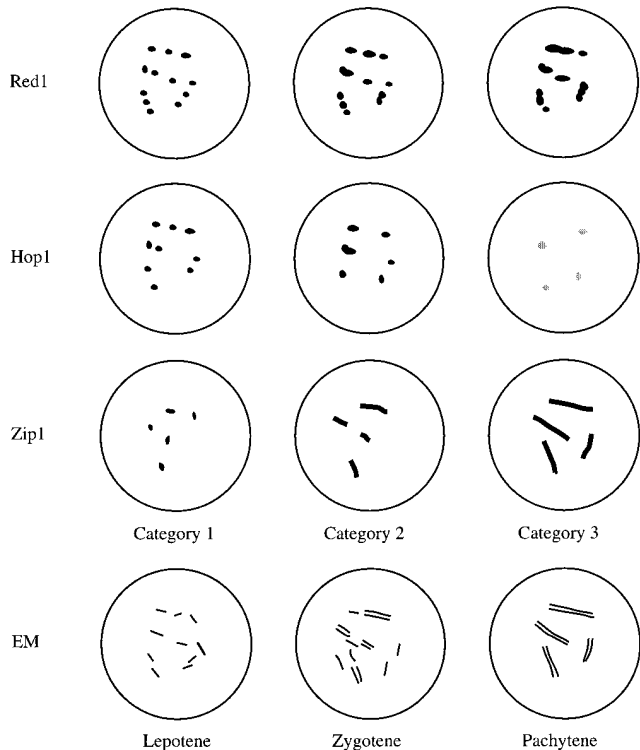 Red1
Hop1
Zip1
Category 1 Category 2 Category 3
EM
Lepotene Zygotene Pachytene